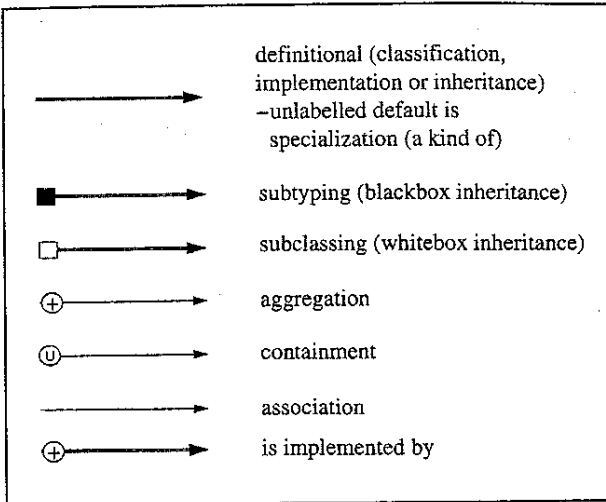 definitional (classification,
implementation or inheritance)
–unlabelled default is
specialization (a kind of)
subtyping (blackbox inheritance)
subclassing (whitebox inheritance)
+ aggregation
U containment
association
+ is implemented by